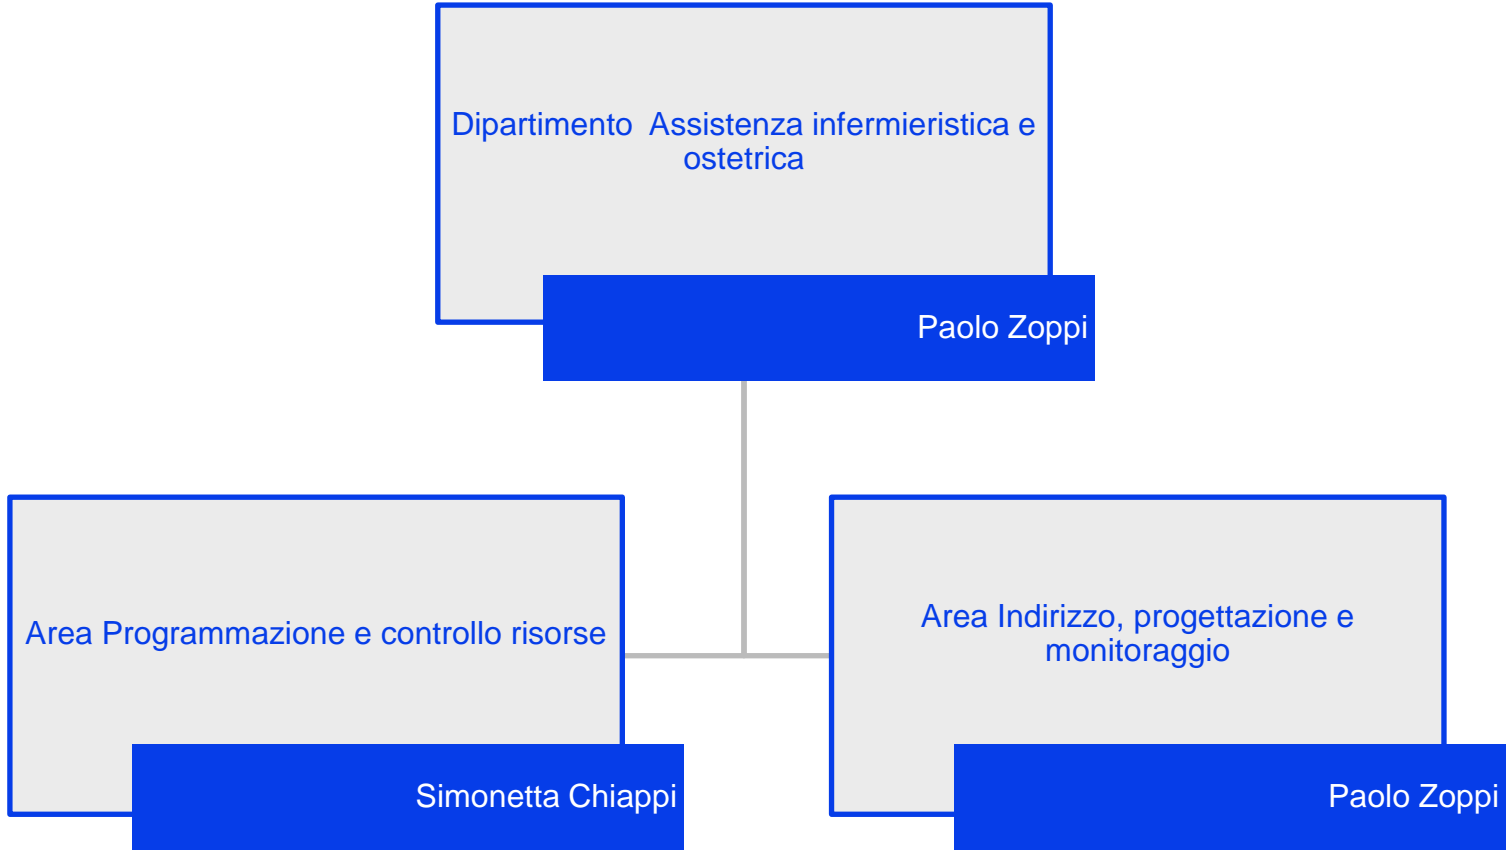 Dipartimento  Assistenza infermieristica e
ostetrica
Paolo Zoppi
Area Programmazione e controllo risorse
Simonetta Chiappi
Area Indirizzo, progettazione e
monitoraggio
Paolo Zoppi